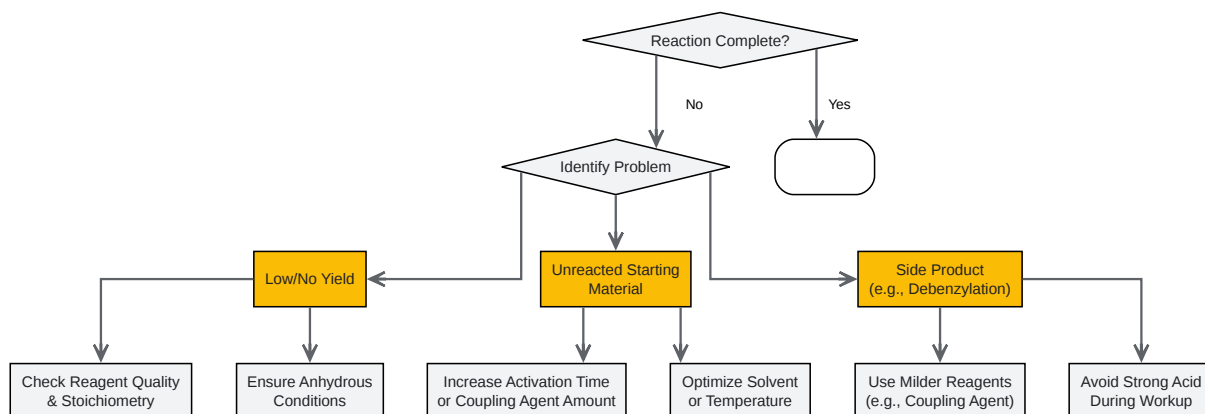 Reaction Complete?
No
Yes
Identify Problem
Low/No Yield
Unreacted Starting
Material
Side Product
(e.g., Debenzylation)
Check Reagent Quality
& Stoichiometry
Ensure Anhydrous
Conditions
Increase Activation Time
or Coupling Agent Amount
Optimize Solvent
or Temperature
Use Milder Reagents
(e.g., Coupling Agent)
Avoid Strong Acid
During Workup